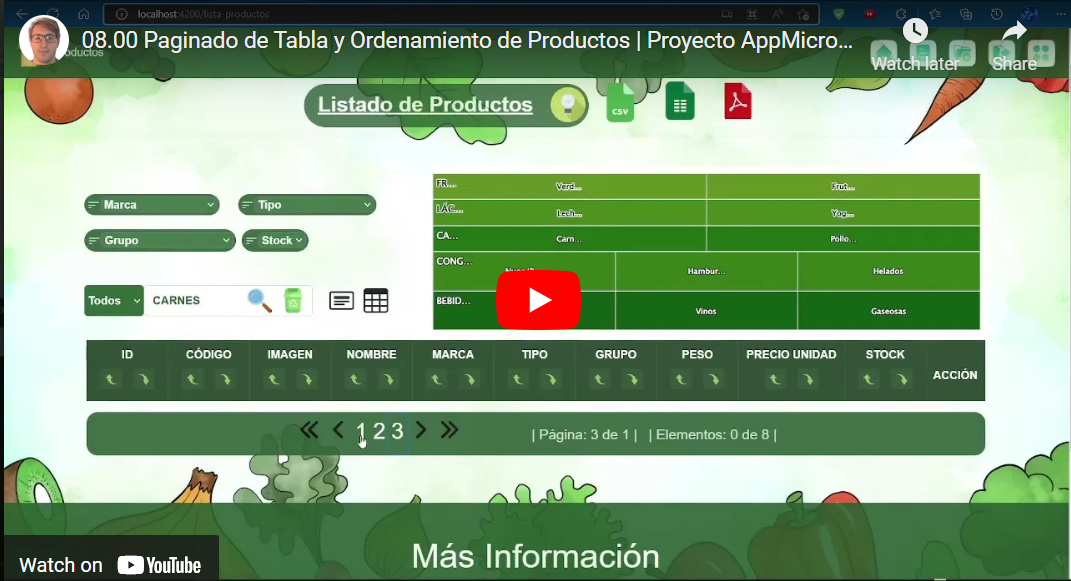 localhost:4200/lista-productos
08.00 Paginado de Tabla y Ordenamiento de Productos | Proyecto AppMicro...
Watch later
Share
Listado de Productos
CSV
Marca
Tipo
Grupo
Stock
Todos
CARNES
FR...
Verd...
Frut...
LÁC...
Lech...
Yog...
CA...
Carn...
Pollo...
CONG...
Hambur...
Helados
BEBID...
Vinos
Gaseosas
ID CÓDIGO IMAGEN NOMBRE MARCA TIPO GRUPO PESO PRECIO UNIDAD STOCK
ACCIÓN
« ‹ 1 2 3 › »
| Página: 3 de 1 | | Elementos: 0 de 8 |
Más Información
Watch on YouTube